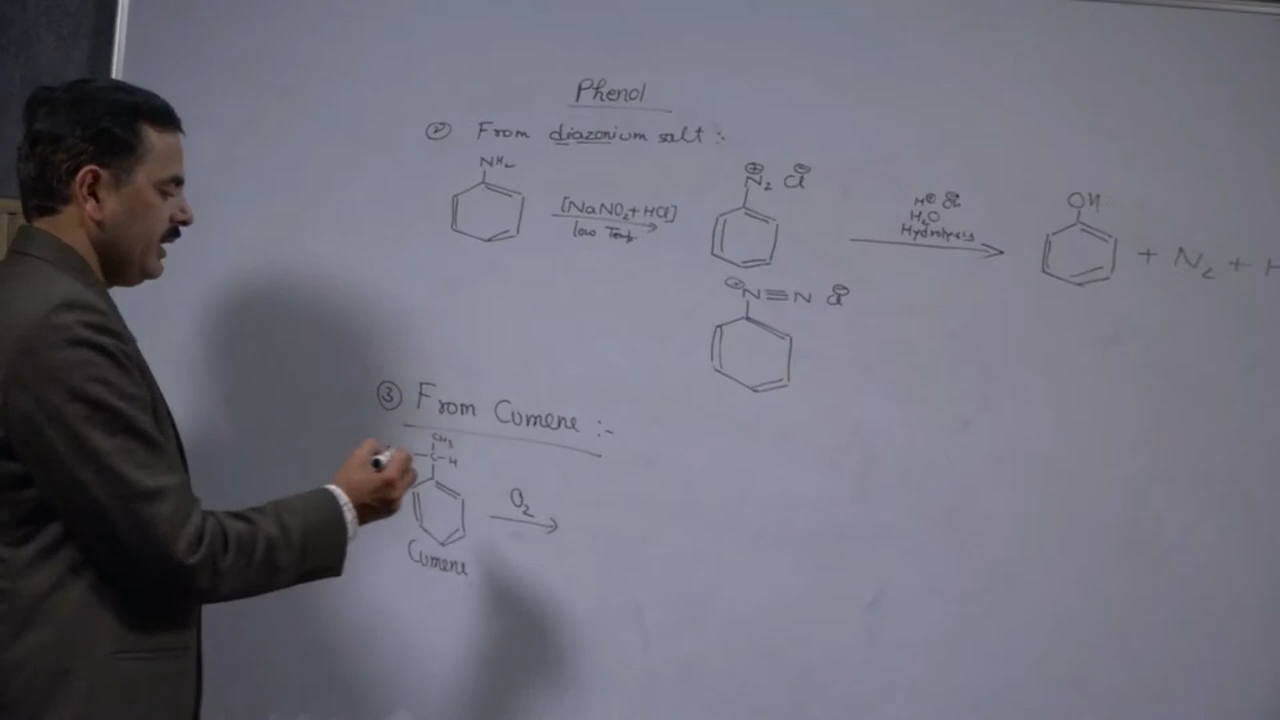 Phenol
② From diazonium salt :-
NH₂
[NaNO₂ + HCl]
low Temp
⊕
N₂ Cl⊖
H⊕
H₂O
Hydrolysis
OH
+ N₂ + H
⊕N≡N Cl⊖
③ From Cumene :-
CH₃
-C-H
O₂
Cumene